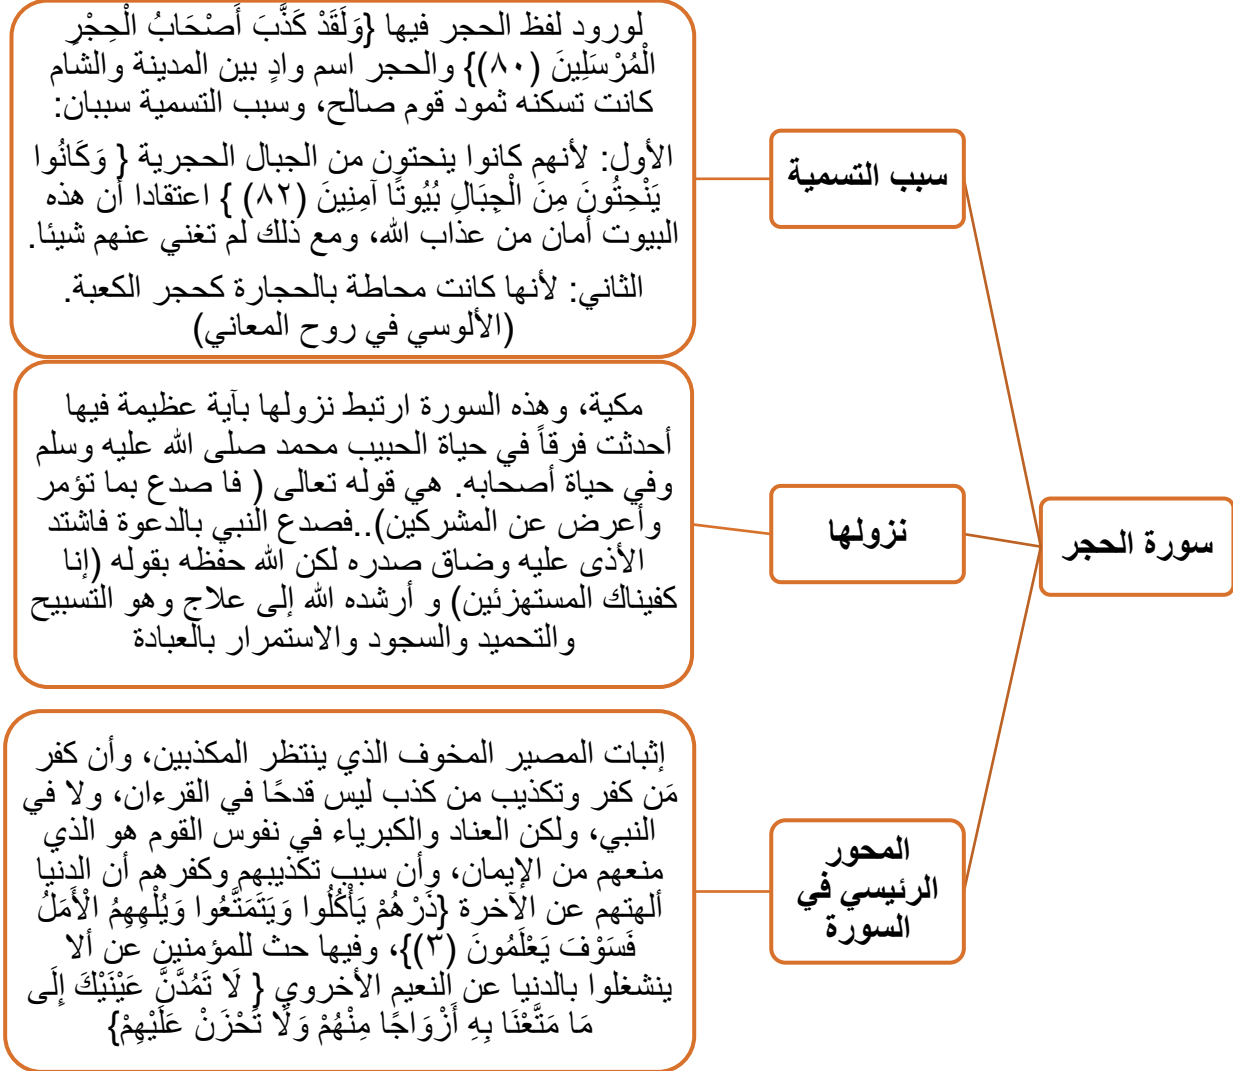 سورة الحجر
سبب التسمية
لورود لفظ الحجر فيها {وَلَقَدْ كَذَّبَ أَصْحَابُ الْحِجْرِ
الْمُرْسَلِينَ (٨٠)} والحجر اسم وادٍ بين المدينة والشام
كانت تسكنه ثمود قوم صالح، وسبب التسمية سببان:
الأول: لأنهم كانوا ينحتون من الجبال الحجرية { وَكَانُوا
يَنْحِتُونَ مِنَ الْجِبَالِ بُيُوتًا آمِنِينَ (٨٢) } اعتقادا أن هذه
البيوت أمان من عذاب الله، ومع ذلك لم تغني عنهم شيئا.
الثاني: لأنها كانت محاطة بالحجارة كحجر الكعبة.
(الألوسي في روح المعاني)
نزولها
مكية، وهذه السورة ارتبط نزولها بآية عظيمة فيها
أحدثت فرقاً في حياة الحبيب محمد صلى الله عليه وسلم
وفي حياة أصحابه. هي قوله تعالى ( فا صدع بما تؤمر
وأعرض عن المشركين)..فصدع النبي بالدعوة فاشتد
الأذى عليه وضاق صدره لكن الله حفظه بقوله (إنا
كفيناك المستهزئين) و أرشده الله إلى علاج وهو التسبيح
والتحميد والسجود والاستمرار بالعبادة
المحور
الرئيسي في
السورة
إثبات المصير المخوف الذي ينتظر المكذبين، وأن كفر
مَن كفر وتكذيب من كذب ليس قدحًا في القرءان، ولا في
النبي، ولكن العناد والكبرياء في نفوس القوم هو الذي
منعهم من الإيمان، وأن سبب تكذيبهم وكفرهم أن الدنيا
ألهتهم عن الآخرة {ذَرْهُمْ يَأْكُلُوا وَيَتَمَتَّعُوا وَيُلْهِهِمُ الْأَمَلُ
فَسَوْفَ يَعْلَمُونَ (٣)}، وفيها حث للمؤمنين عن ألا
ينشغلوا بالدنيا عن النعيم الأخروي { لَا تَمُدَّنَّ عَيْنَيْكَ إِلَى
مَا مَتَّعْنَا بِهِ أَزْوَاجًا مِنْهُمْ وَلَا تَحْزَنْ عَلَيْهِمْ}